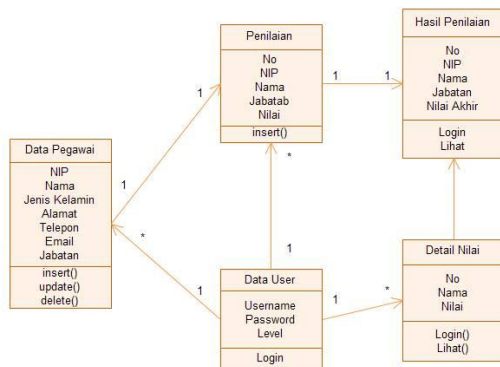 Penilaian
No
NIP
Nama
Jabatab
Nilai
insert()
Hasil Penilaian
No
NIP
Nama
Jabatan
Nilai Akhir
Login
Lihat
Data Pegawai
NIP
Nama
Jenis Kelamin
Alamat
Telepon
Email
Jabatan
insert()
update()
delete()
Data User
Username
Password
Level
Login
Detail Nilai
No
Nama
Nilai
Login()
Lihat()
1
1
1
1
*
1
*
1
1
*